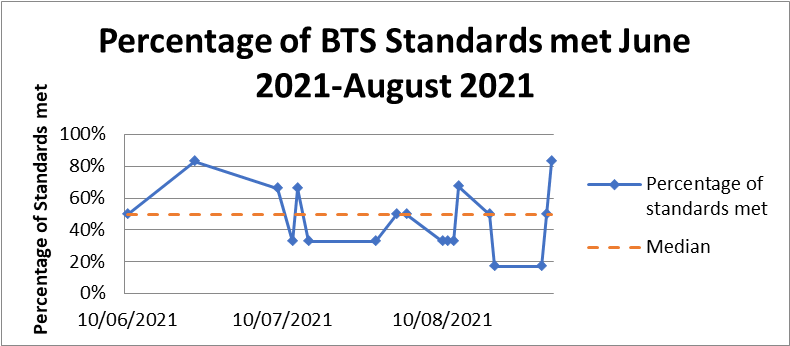 Percentage of BTS Standards met June
2021-August 2021
Percentage of Standards met
100%
80%
60%
40%
20%
0%
10/06/2021
10/07/2021
10/08/2021
Percentage of
standards met
Median